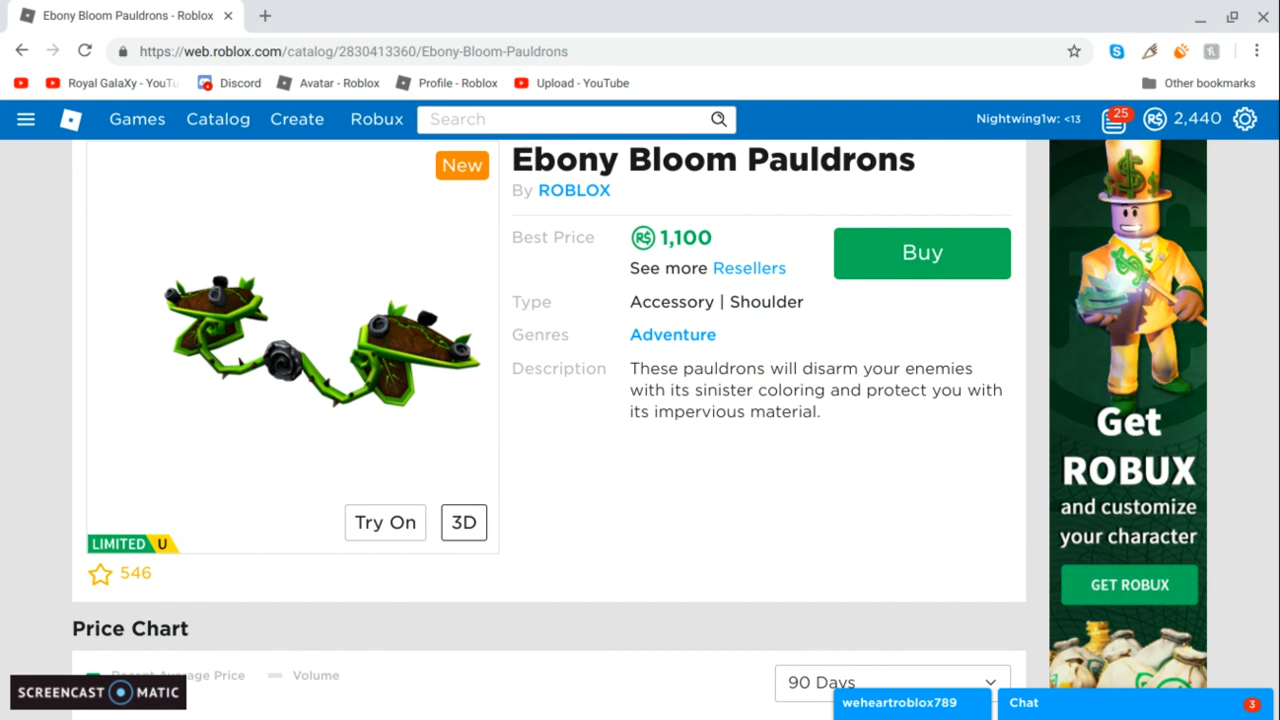 Ebony Bloom Pauldrons - Roblox
https://web.roblox.com/catalog/2830413360/Ebony-Bloom-Pauldrons
Royal GalaXy - YouTu
Discord
Avatar - Roblox
Profile - Roblox
Upload - YouTube
Other bookmarks
Games
Catalog
Create
Robux
Search
Nightwing1w: <13
25
R$
2,440
New
Ebony Bloom Pauldrons
By ROBLOX
Best Price
R$ 1,100
Buy
See more Resellers
Type
Accessory | Shoulder
Genres
Adventure
Description
These pauldrons will disarm your enemies
with its sinister coloring and protect you with
its impervious material.
Try On
3D
LIMITED U
546
Get
ROBUX
and customize
your character
GET ROBUX
Price Chart
Recent Average Price
Volume
90 Days
SCREENCAST MATIC
weheartroblox789
Chat
3